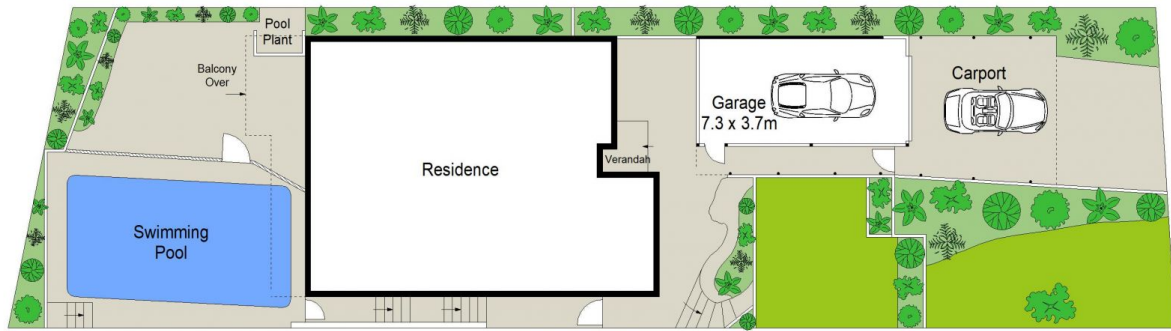 Pool
Plant
Balcony
Over
Garage
7.3 x 3.7m
Carport
Residence
Verandah
Swimming
Pool